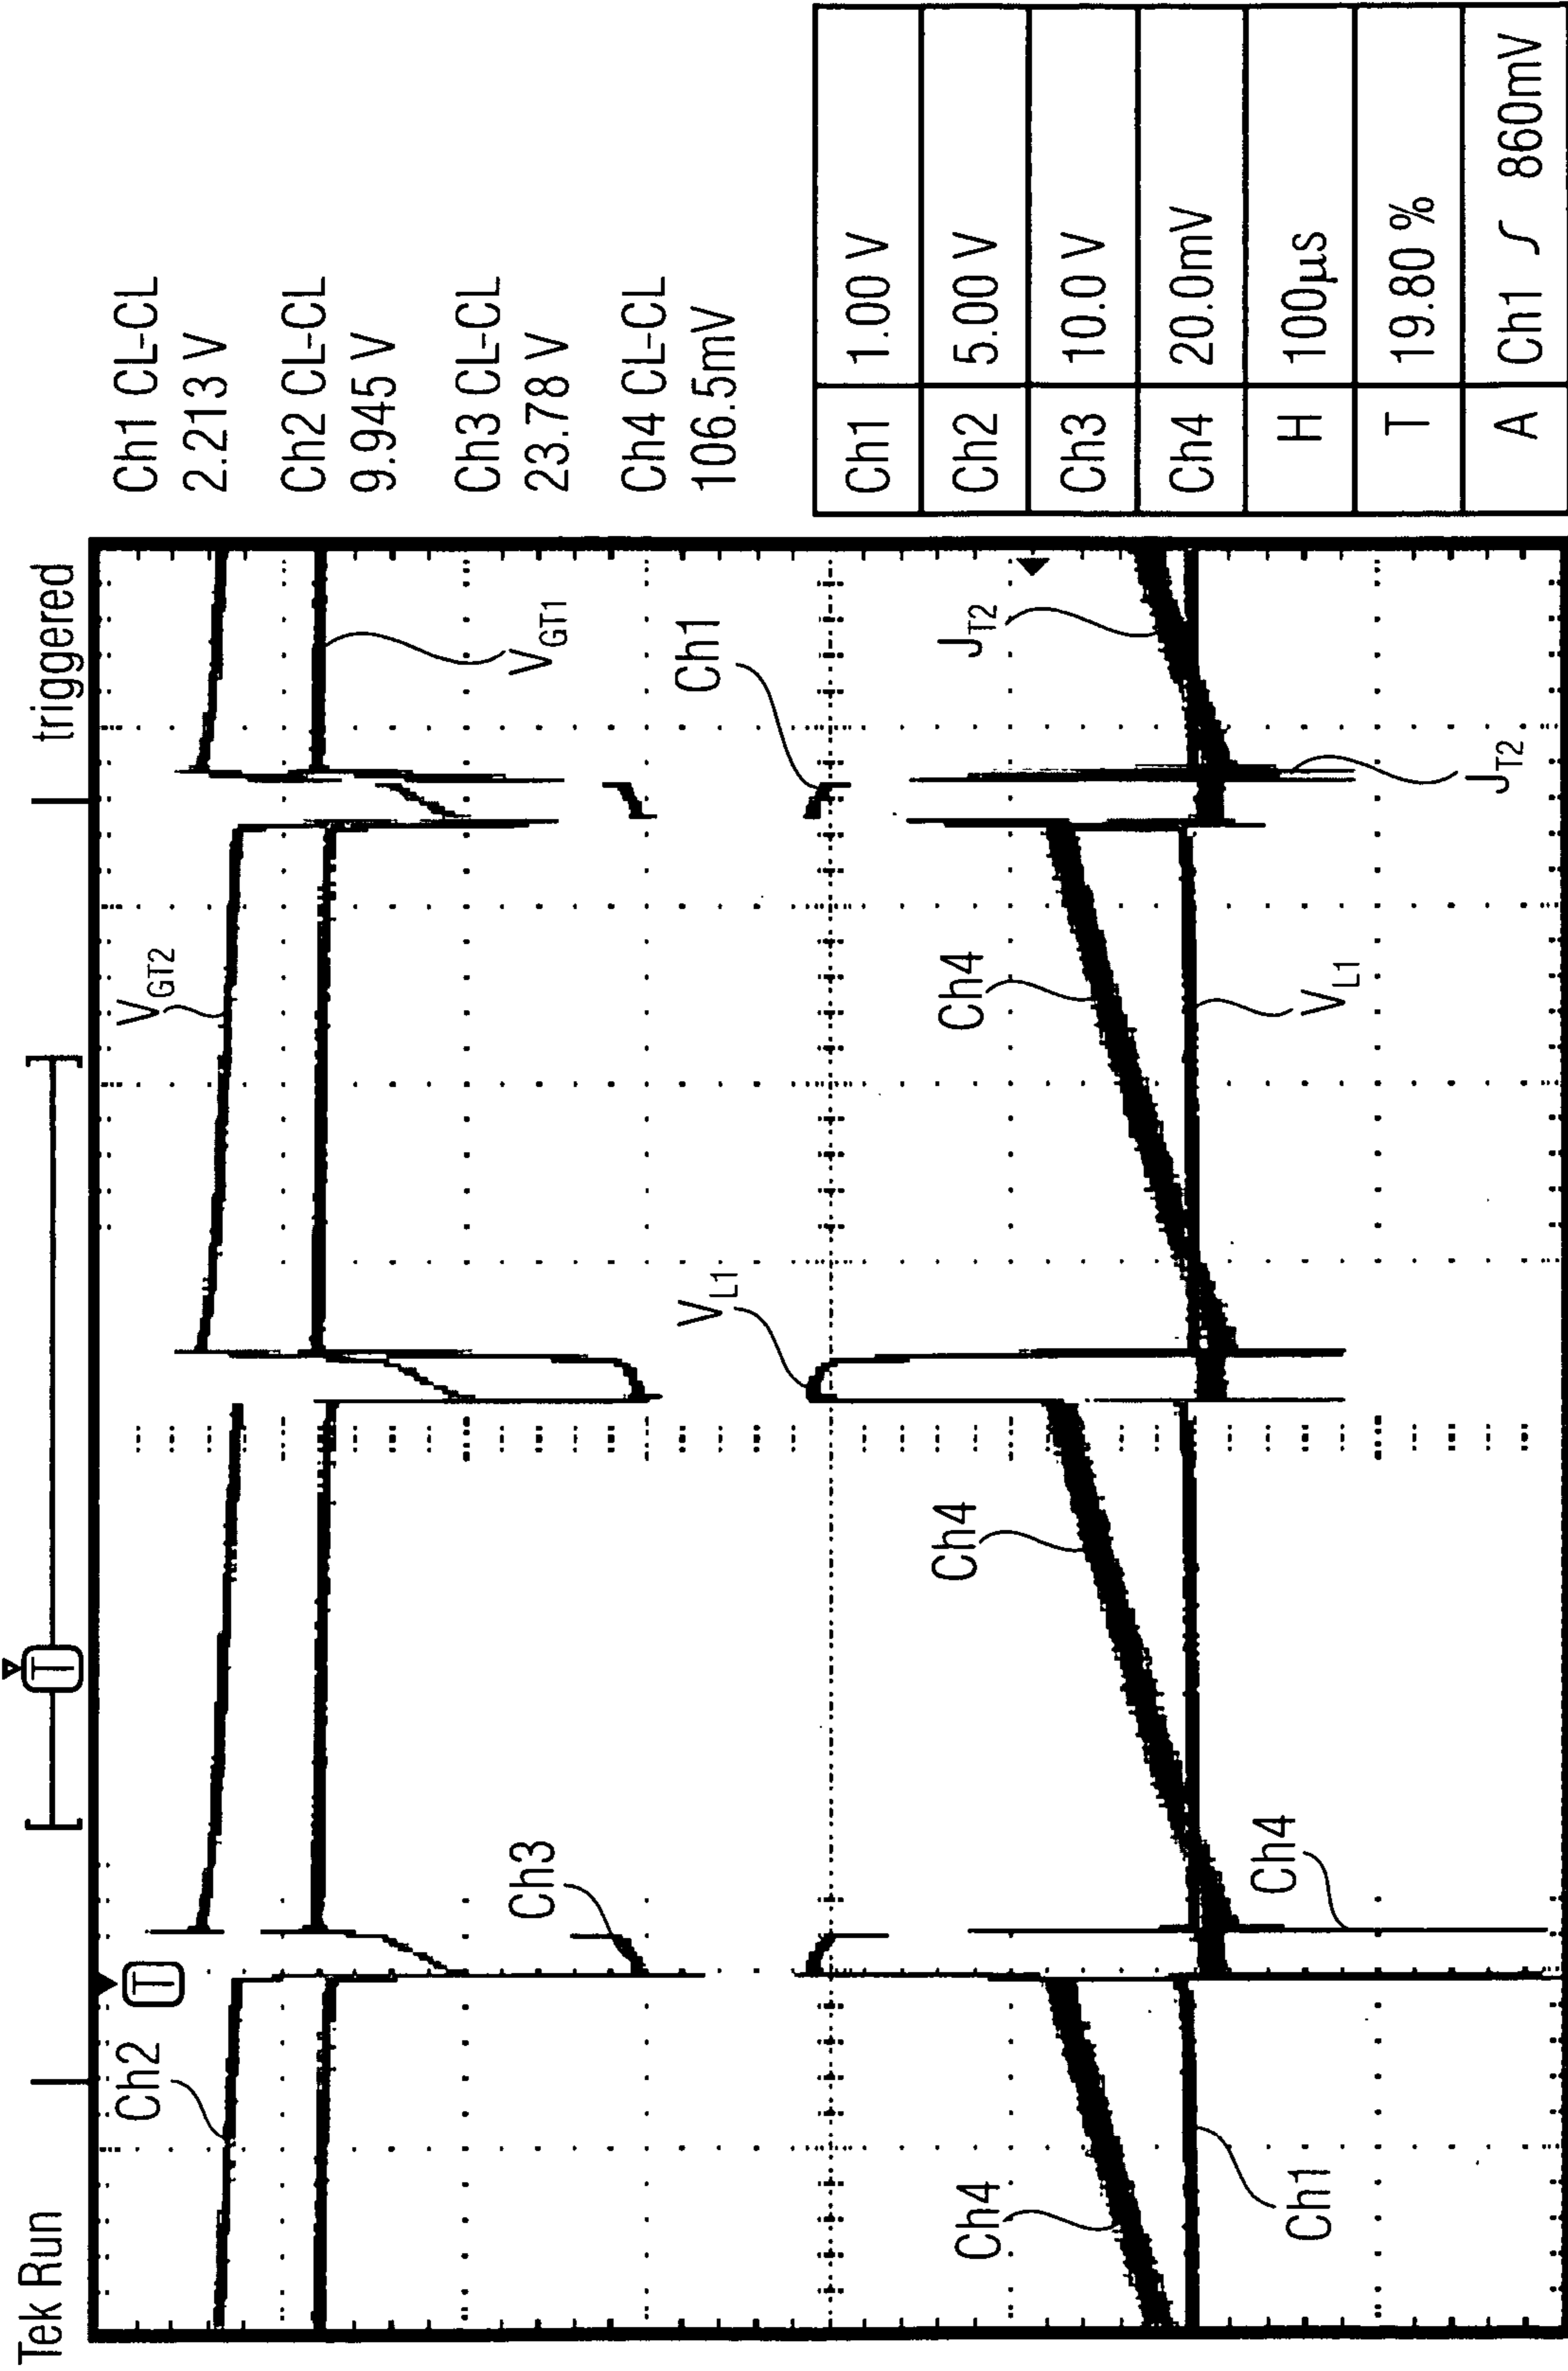 Tek Run
triggered
T
T
Ch2
V_GT2
V_GT1
Ch3
V_L1
Ch1
Ch4
Ch4
Ch4
J_T2
Ch1
Ch4
V_L1
J_T2
Ch1 CL-CL
2.213 V
Ch2 CL-CL
9.945 V
Ch3 CL-CL
23.78 V
Ch4 CL-CL
106.5mV
Ch1 1.00 V
Ch2 5.00 V
Ch3 10.0 V
Ch4 20.0mV
H 100µs
T 19.80 %
A Ch1 ∫ 860mV